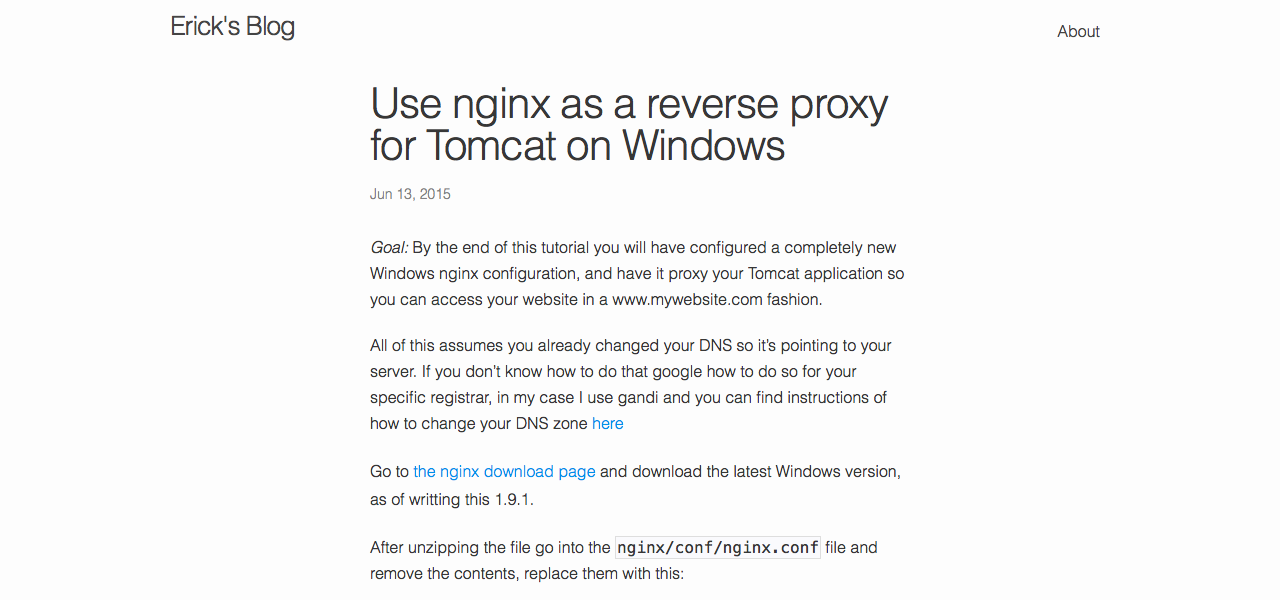 Erick's Blog
About
Use nginx as a reverse proxy
for Tomcat on Windows
Jun 13, 2015
Goal: By the end of this tutorial you will have configured a completely new
Windows nginx configuration, and have it proxy your Tomcat application so
you can access your website in a www.mywebsite.com fashion.
All of this assumes you already changed your DNS so it’s pointing to your
server. If you don’t know how to do that google how to do so for your
specific registrar, in my case I use gandi and you can find instructions of
how to change your DNS zone here
Go to the nginx download page and download the latest Windows version,
as of writting this 1.9.1.
After unzipping the file go into the nginx/conf/nginx.conf file and
remove the contents, replace them with this: